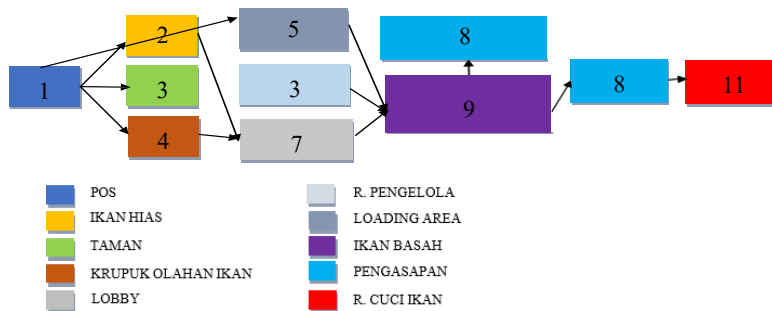 2
5
8
1
3
3
9
8
11
4
7
POS
IKAN HIAS
TAMAN
KRUPUK OLAHAN IKAN
LOBBY
R. PENGELOLA
LOADING AREA
IKAN BASAH
PENGASAPAN
R. CUCI IKAN